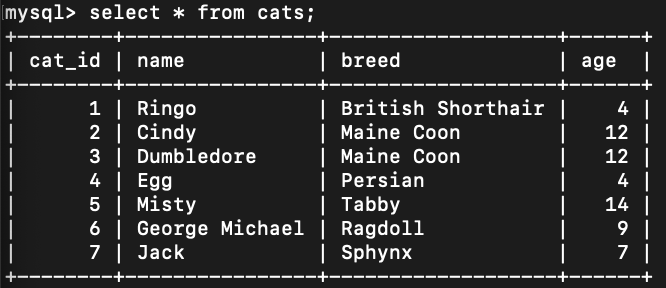 mysql> select * from cats;
+--------+----------------+-------------------+------+
| cat_id | name           | breed             | age  |
+--------+----------------+-------------------+------+
|      1 | Ringo          | British Shorthair |    4 |
|      2 | Cindy          | Maine Coon        |   12 |
|      3 | Dumbledore     | Maine Coon        |   12 |
|      4 | Egg            | Persian           |    4 |
|      5 | Misty          | Tabby             |   14 |
|      6 | George Michael | Ragdoll           |    9 |
|      7 | Jack           | Sphynx            |    7 |
+--------+----------------+-------------------+------+